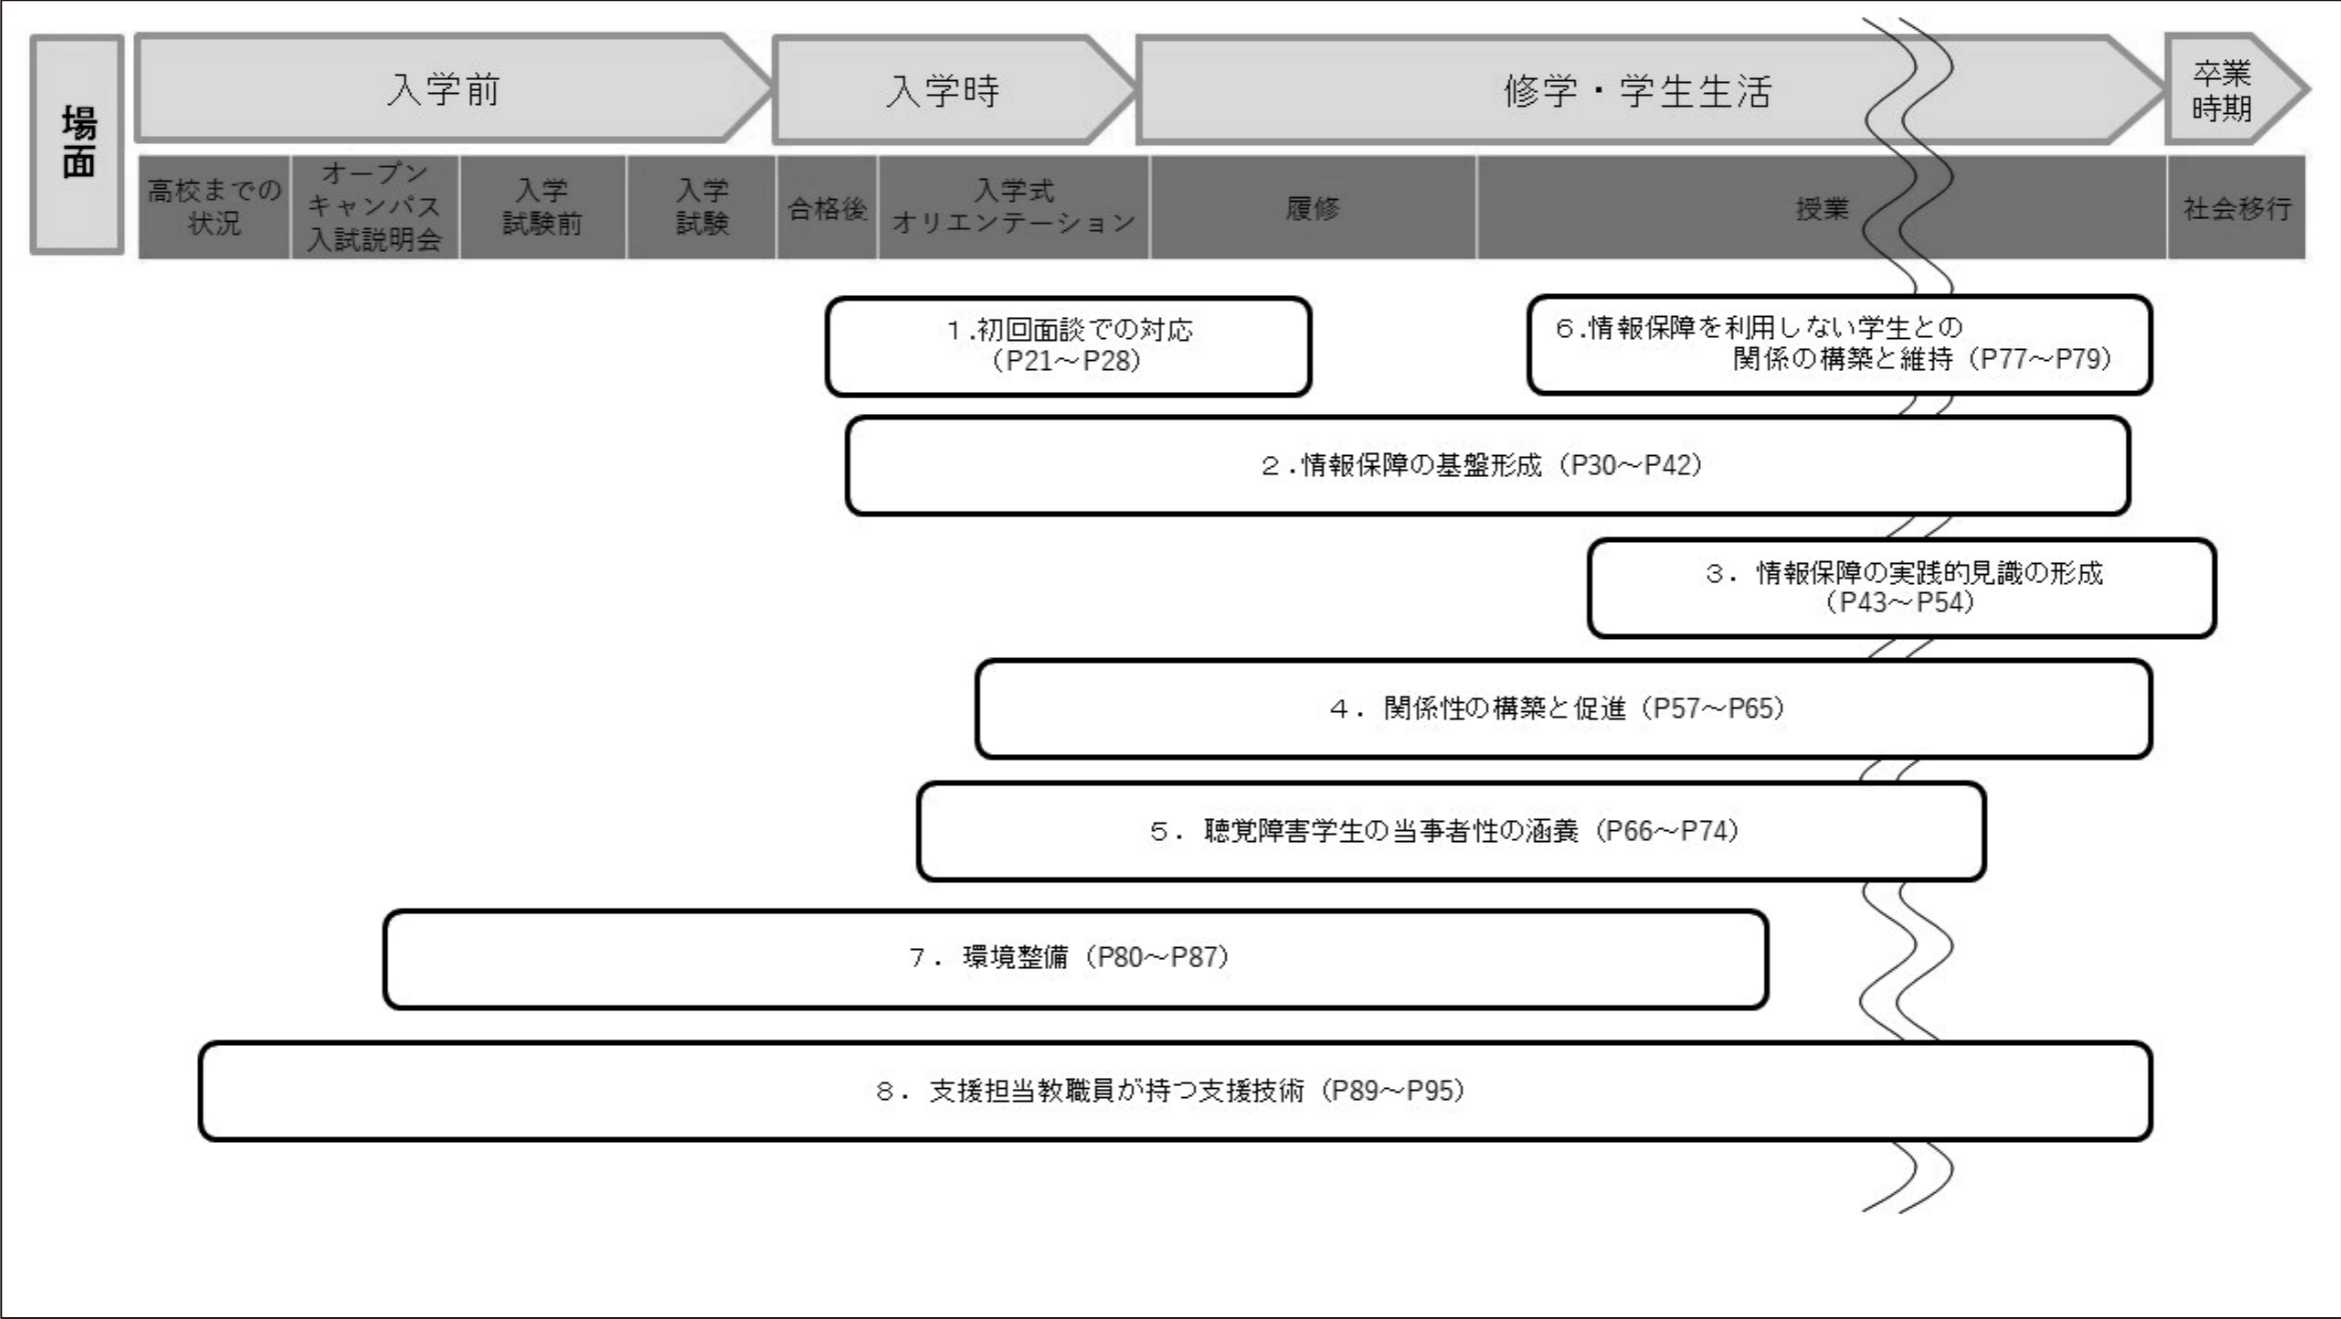 場面
入学前
入学時
修学・学生生活
卒業
時期
高校までの
状況
オープン
キャンパス
入試説明会
入学
試験前
入学
試験
合格後
入学式
オリエンテーション
履修
授業
社会移行
1.初回面談での対応
（P21～P28）
6.情報保障を利用しない学生との
関係の構築と維持（P77～P79）
2.情報保障の基盤形成（P30～P42）
3. 情報保障の実践的見識の形成
（P43～P54）
4. 関係性の構築と促進（P57～P65）
5. 聴覚障害学生の当事者性の涵養（P66～P74）
7. 環境整備（P80～P87）
8. 支援担当教職員が持つ支援技術（P89～P95）